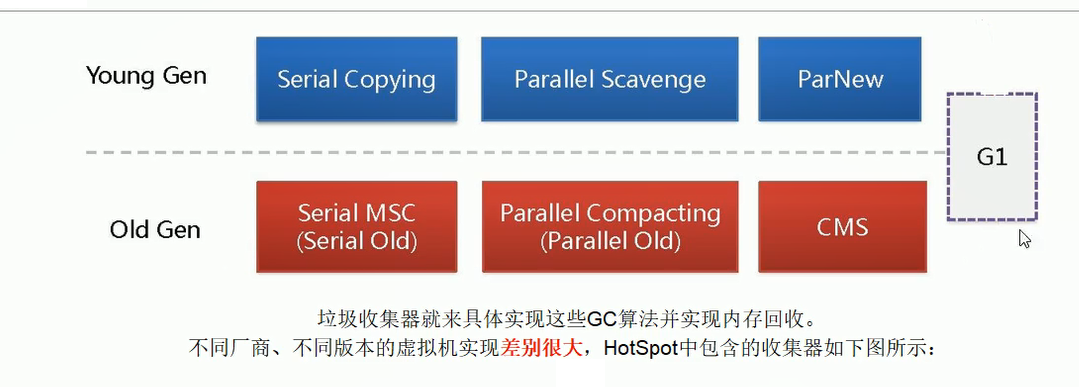 Young Gen
Serial Copying
Parallel Scavenge
ParNew
G1
Old Gen
Serial MSC
(Serial Old)
Parallel Compacting
(Parallel Old)
CMS
垃圾收集器就来具体实现这些GC算法并实现内存回收。
不同厂商、不同版本的虚拟机实现差别很大，HotSpot中包含的收集器如下图所示：